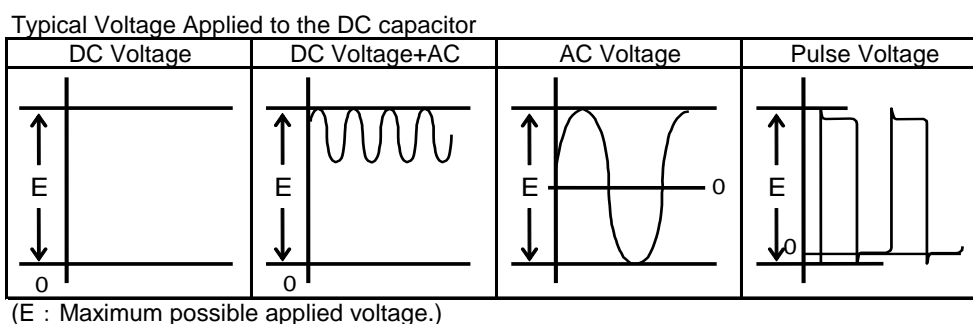 Typical Voltage Applied to the DC capacitor
DC Voltage DC Voltage+AC AC Voltage Pulse Voltage
E E E E
0
0
0
0
(E：Maximum possible applied voltage.)